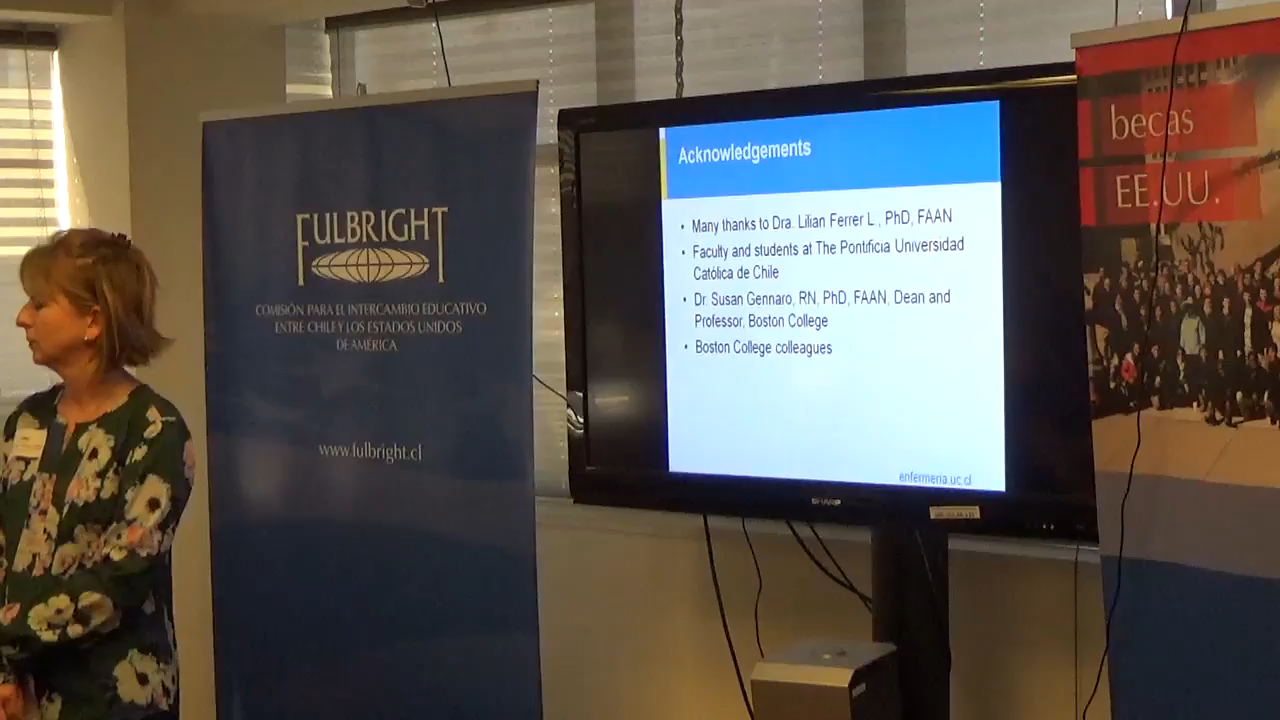 FULBRIGHT
COMISIÓN PARA EL INTERCAMBIO EDUCATIVO
ENTRE CHILE Y LOS ESTADOS UNIDOS
DE AMÉRICA
www.fulbright.cl
Acknowledgements
• Many thanks to Dra. Lilian Ferrer L., PhD, FAAN
• Faculty and students at The Pontificia Universidad
Católica de Chile
• Dr. Susan Gennaro, RN, PhD, FAAN, Dean and
Professor, Boston College
• Boston College colleagues
enfermeria.uc.cl
SHARP
becas
EE.UU.